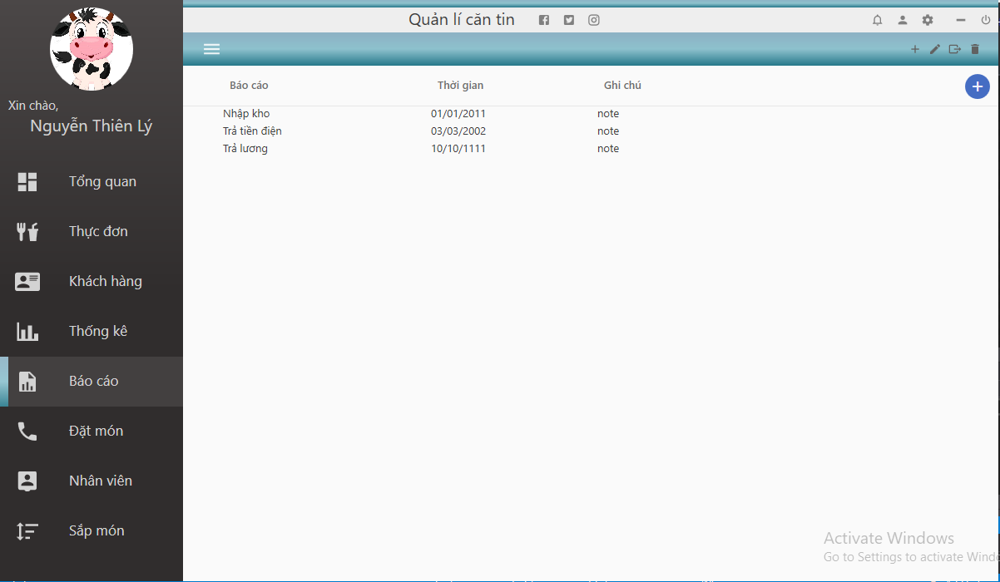 Quản lí căn tin
Xin chào,
Nguyễn Thiên Lý
Tổng quan
Thực đơn
Khách hàng
Thống kê
Báo cáo
Đặt món
Nhân viên
Sắp món
Báo cáo Thời gian Ghi chú
Nhập kho 01/01/2011 note
Trả tiền điện 03/03/2002 note
Trả lương 10/10/1111 note
Activate Windows
Go to Settings to activate Wind